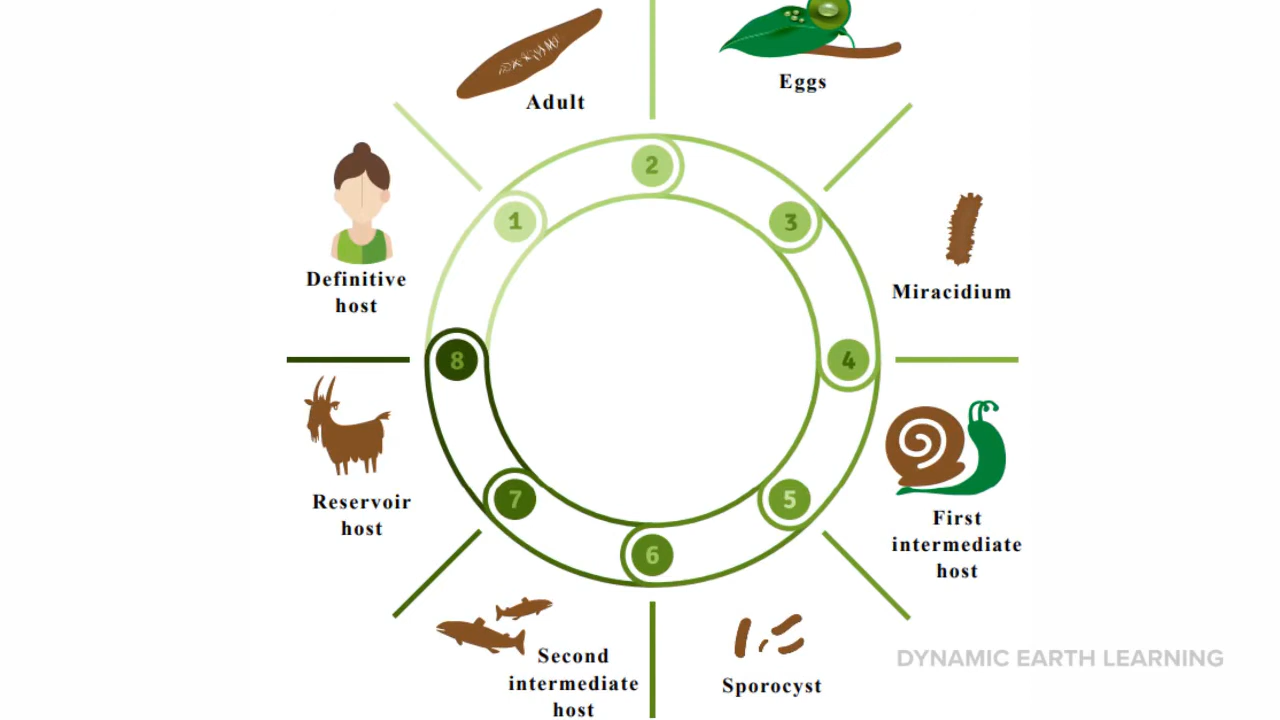 Adult
Eggs
2
1
3
Definitive
host
Miracidium
8
4
Reservoir
host
First
intermediate
host
7
5
6
Second
intermediate
host
Sporocyst
DYNAMIC EARTH LEARNING